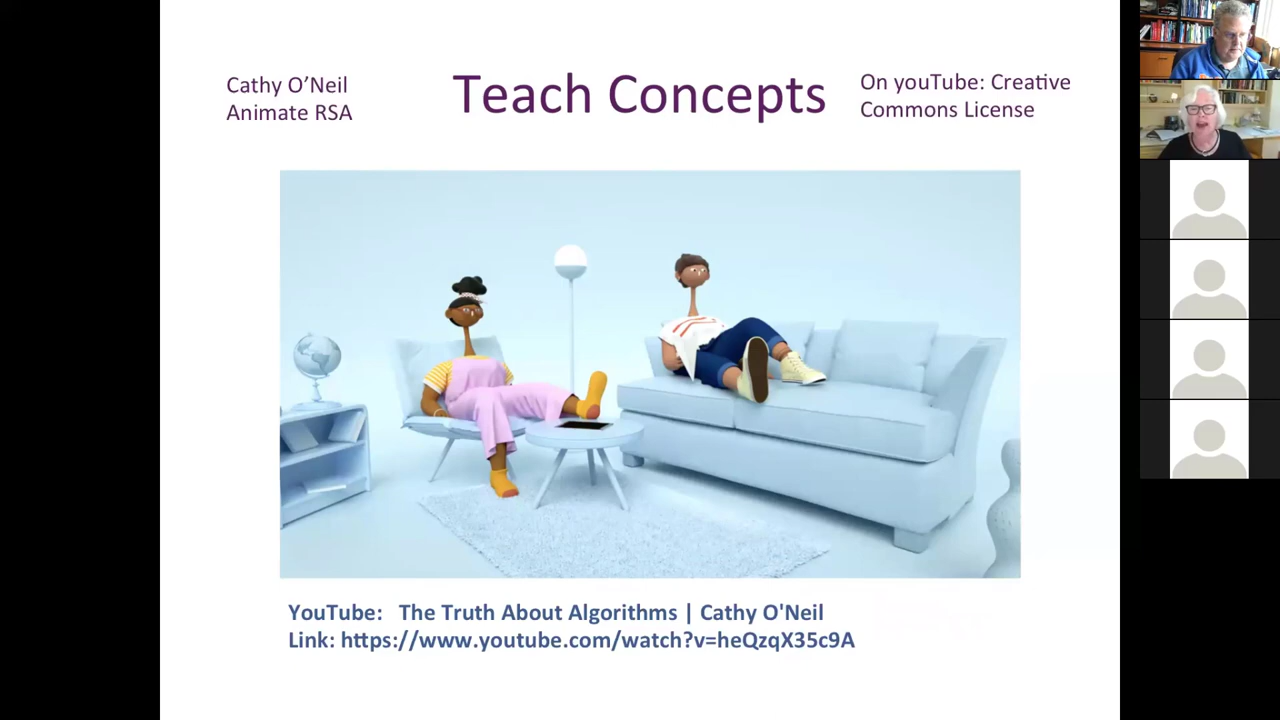 Cathy O’Neil
Animate RSA
Teach Concepts
On youTube: Creative
Commons License
YouTube: The Truth About Algorithms | Cathy O'Neil
Link: https://www.youtube.com/watch?v=heQzqX35c9A